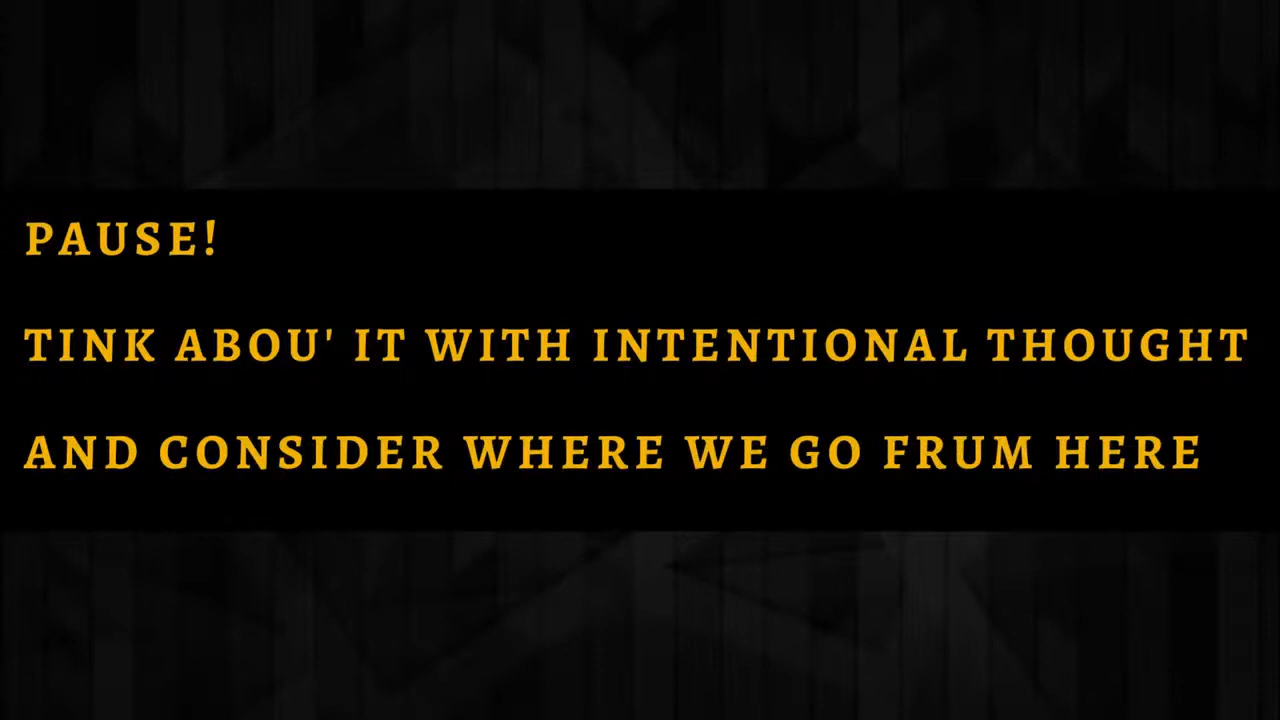 PAUSE!
TINK ABOU' IT WITH INTENTIONAL THOUGHT
AND CONSIDER WHERE WE GO FRUM HERE